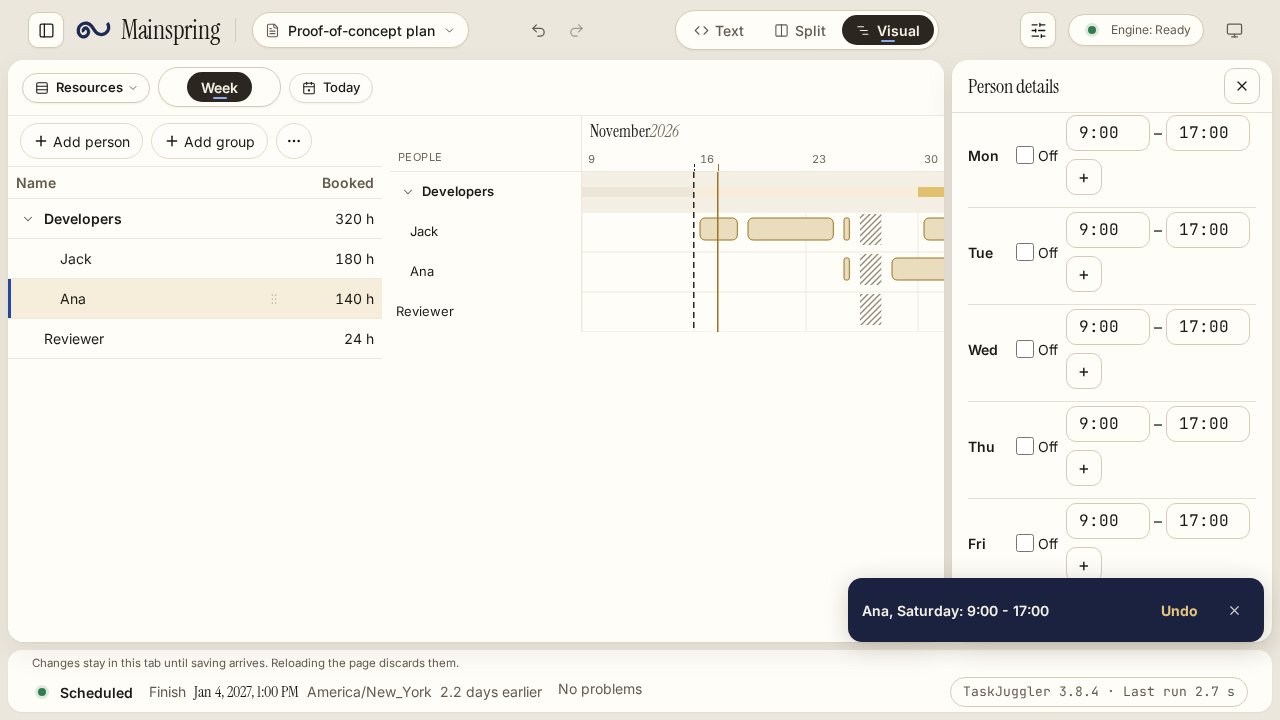 Mainspring
Proof-of-concept plan
Text
Split
Visual
Engine: Ready
Resources
Week
Today
Person details
Add person
Add group
November 2026
PEOPLE
9
16
23
30
Name
Booked
Developers
320 h
Jack
180 h
Ana
140 h
Reviewer
24 h
Developers
Jack
Ana
Reviewer
Mon
Off
9:00 – 17:00
+
Tue
Off
9:00 – 17:00
+
Wed
Off
9:00 – 17:00
+
Thu
Off
9:00 – 17:00
+
Fri
Off
9:00 – 17:00
+
Ana, Saturday: 9:00 - 17:00
Undo
Changes stay in this tab until saving arrives. Reloading the page discards them.
Scheduled
Finish Jan 4, 2027, 1:00 PM America/New_York 2.2 days earlier
No problems
TaskJuggler 3.8.4 · Last run 2.7 s